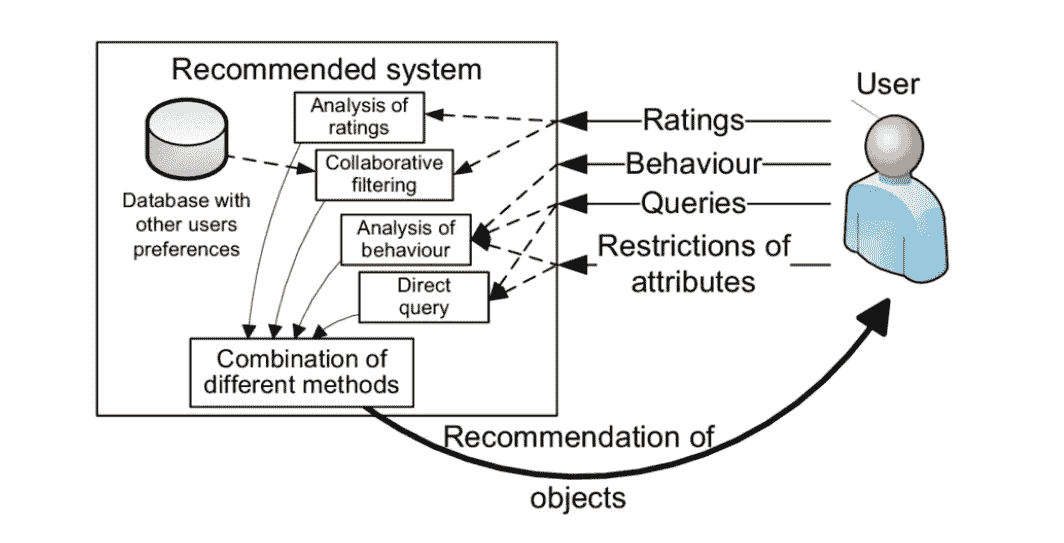 Recommended system
Analysis of
ratings
Collaborative
filtering
Database with
other users
preferences
Analysis of
behaviour
Direct
query
Combination of
different methods
User
Ratings
Behaviour
Queries
Restrictions of
attributes
Recommendation of
objects